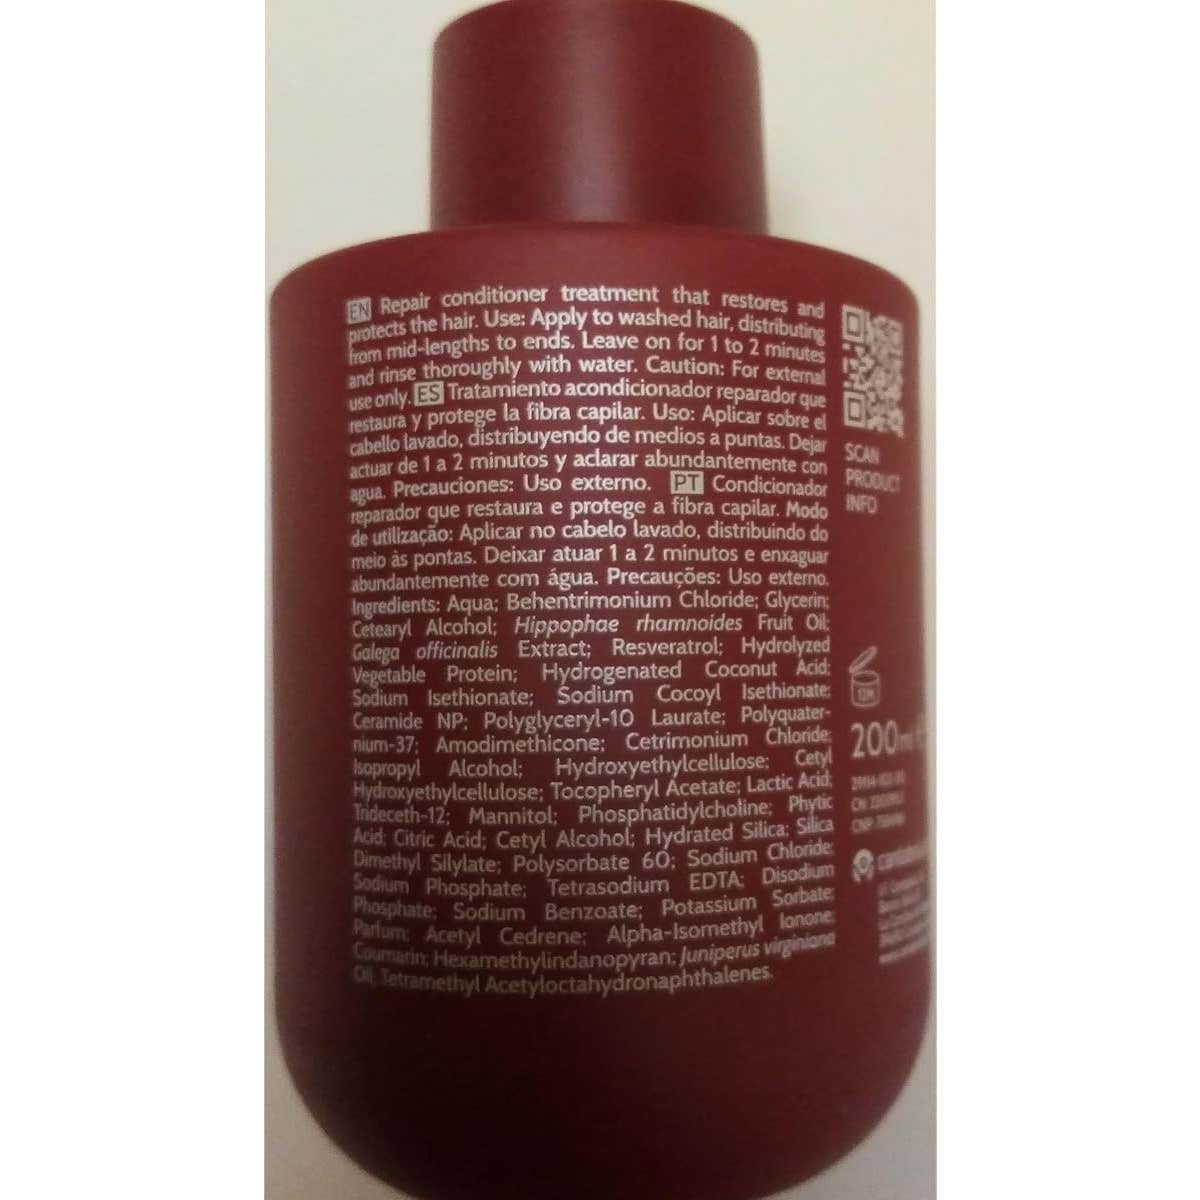 EN Repair conditioner treatment that restores and
protects the hair. Use: Apply to washed hair, distributing
from mid-lengths to ends. Leave on for 1 to 2 minutes
and rinse thoroughly with water. Caution: For external
use only. ES Tratamiento acondicionador reparador que
restaura y protege la fibra capilar. Uso: Aplicar sobre el
cabello lavado, distribuyendo de medios a puntas. Dejar
actuar de 1 a 2 minutos y aclarar abundantemente con
agua. Precauciones: Uso externo. PT Condicionador
reparador que restaura e protege a fibra capilar. Modo
de utilização: Aplicar no cabelo lavado, distribuindo do
meio às pontas. Deixar atuar 1 a 2 minutos e enxaguar
abundantemente com água. Precauções: Uso externo.
Ingredients: Aqua; Behentrimonium Chloride; Glycerin;
Cetearyl Alcohol; Hippophae rhamnoides Fruit Oil;
Galega officinalis Extract; Resveratrol; Hydrolyzed
Vegetable Protein; Hydrogenated Coconut Acid;
Sodium Isethionate; Sodium Cocoyl Isethionate;
Ceramide NP; Polyglyceryl-10 Laurate; Polyquater-
nium-37; Amodimethicone; Cetrimonium Chloride;
Isopropyl Alcohol; Hydroxyethylcellulose; Cetyl
Hydroxyethylcellulose; Tocopheryl Acetate; Lactic Acid;
Trideceth-12; Mannitol; Phosphatidylcholine; Phytic
Acid; Citric Acid; Cetyl Alcohol; Hydrated Silica; Silica
Dimethyl Silylate; Polysorbate 60; Sodium Chloride;
Sodium Phosphate; Tetrasodium EDTA; Disodium
Phosphate; Sodium Benzoate; Potassium Sorbate;
Parfum; Acetyl Cedrene; Alpha-Isomethyl Ionone;
Coumarin; Hexamethylindanopyran; Juniperus virginiana
Oil; Tetramethyl Acetyloctahydronaphthalenes.
SCAN
PRODUCT
INFO
12M
200ml